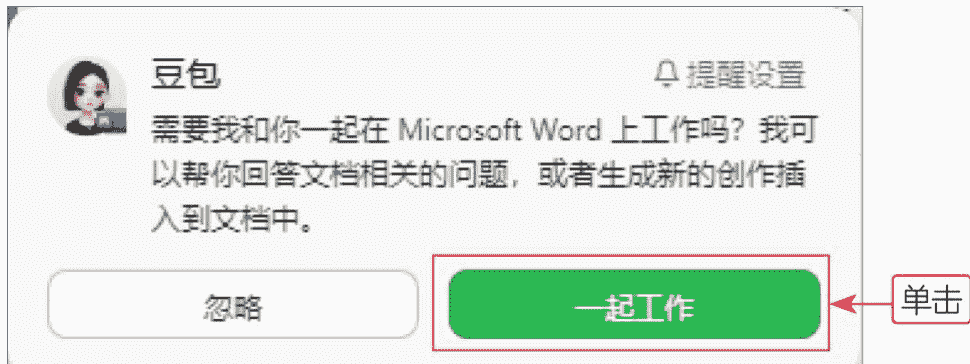 豆包
提醒设置
需要我和你一起在 Microsoft Word 上工作吗？我可
以帮你回答文档相关的问题，或者生成新的创作插
入到文档中。
忽略
一起工作
单击